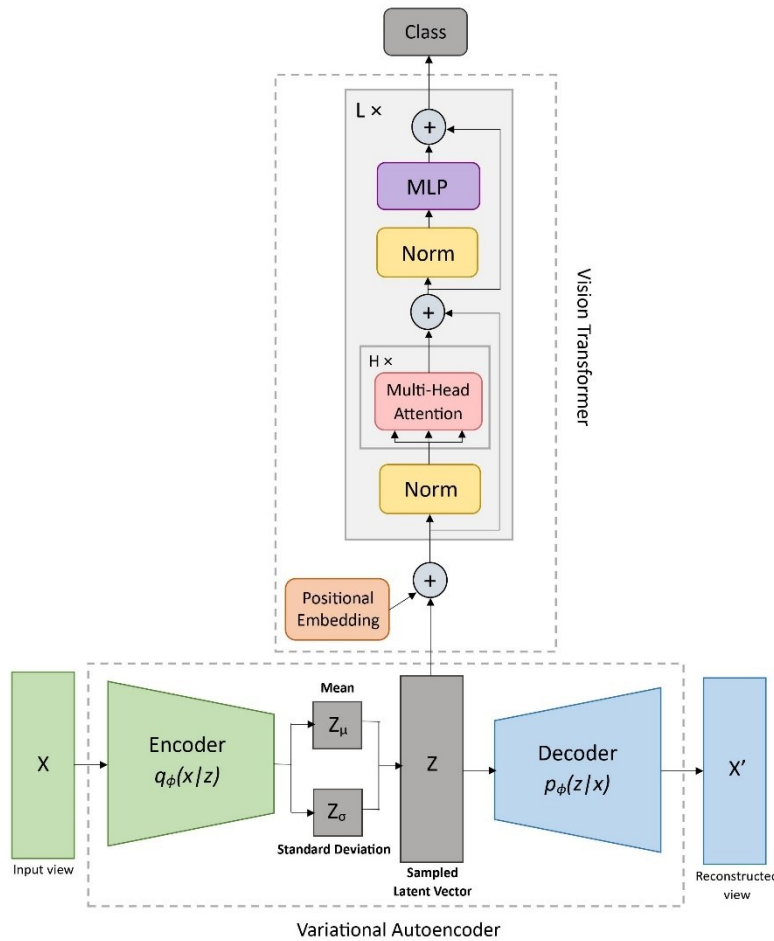 Class
L ×
+
MLP
Norm
+
H ×
Multi-Head
Attention
Norm
+
Positional
Embedding
Vision Transformer
X
Input view
Encoder
qϕ(x|z)
Mean
Zμ
Zσ
Standard Deviation
Z
Sampled
Latent Vector
Decoder
pϕ(z|x)
X’
Reconstructed
view
Variational Autoencoder